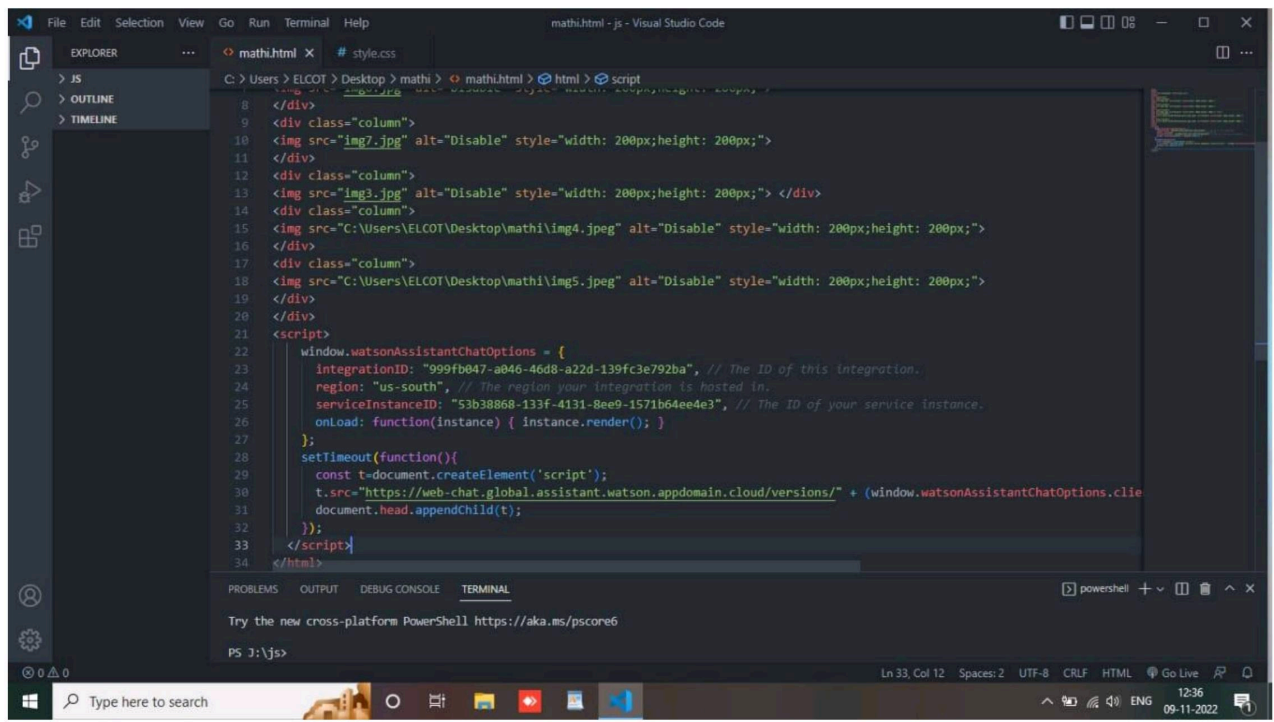 File Edit Selection View Go Run Terminal Help
mathi.html - js - Visual Studio Code
EXPLORER
mathi.html
# style.css
> JS
> OUTLINE
> TIMELINE
C: > Users > ELCOT > Desktop > mathi > mathi.html > html > script
8 </div>
9 <div class="column">
10 <img src="img7.jpg" alt="Disable" style="width: 200px;height: 200px;">
11 </div>
12 <div class="column">
13 <img src="img3.jpg" alt="Disable" style="width: 200px;height: 200px;"> </div>
14 <div class="column">
15 <img src="C:\Users\ELCOT\Desktop\mathi\img4.jpeg" alt="Disable" style="width: 200px;height: 200px;">
16 </div>
17 <div class="column">
18 <img src="C:\Users\ELCOT\Desktop\mathi\img5.jpeg" alt="Disable" style="width: 200px;height: 200px;">
19 </div>
20 </div>
21 <script>
22 window.watsonAssistantChatOptions = {
23 integrationID: "999fb047-a046-46d8-a22d-139fc3e792ba", // The ID of this integration.
24 region: "us-south", // The region your integration is hosted in.
25 serviceInstanceID: "53b38868-133f-4131-8ee9-1571b64ee4e3", // The ID of your service instance.
26 onLoad: function(instance) { instance.render(); }
27 };
28 setTimeout(function(){
29 const t=document.createElement('script');
30 t.src="https://web-chat.global.assistant.watson.appdomain.cloud/versions/" + (window.watsonAssistantChatOptions.clie
31 document.head.appendChild(t);
32 });
33 </script>
34 </html>
PROBLEMS OUTPUT DEBUG CONSOLE TERMINAL
powershell
Try the new cross-platform PowerShell https://aka.ms/pscore6
PS J:\js>
0 0
Ln 33, Col 12 Spaces: 2 UTF-8 CRLF HTML Go Live
Type here to search
ENG
12:36
09-11-2022
1